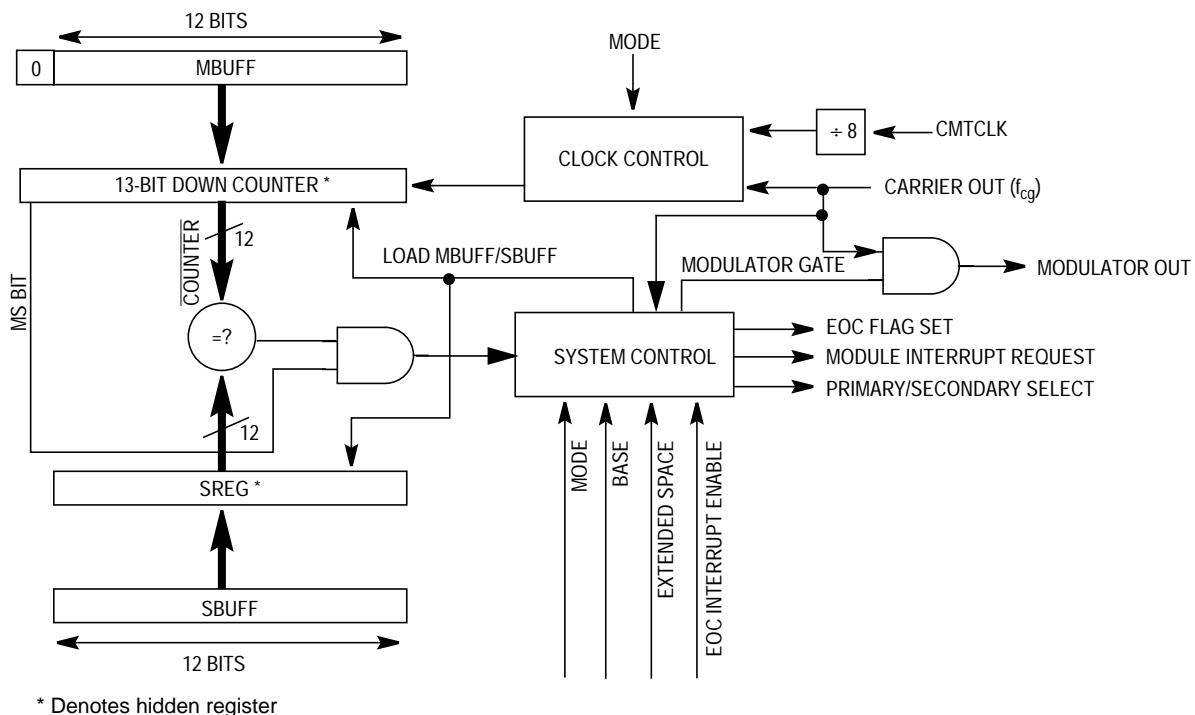 12 BITS
0
MBUFF
MODE
÷ 8
CMTCLK
CLOCK CONTROL
13-BIT DOWN COUNTER *
CARRIER OUT (fcg)
COUNTER
12
LOAD MBUFF/SBUFF
MODULATOR GATE
MODULATOR OUT
MS BIT
=?
EOC FLAG SET
SYSTEM CONTROL
MODULE INTERRUPT REQUEST
PRIMARY/SECONDARY SELECT
12
MODE
BASE
EXTENDED SPACE
EOC INTERRUPT ENABLE
SREG *
SBUFF
12 BITS
* Denotes hidden register